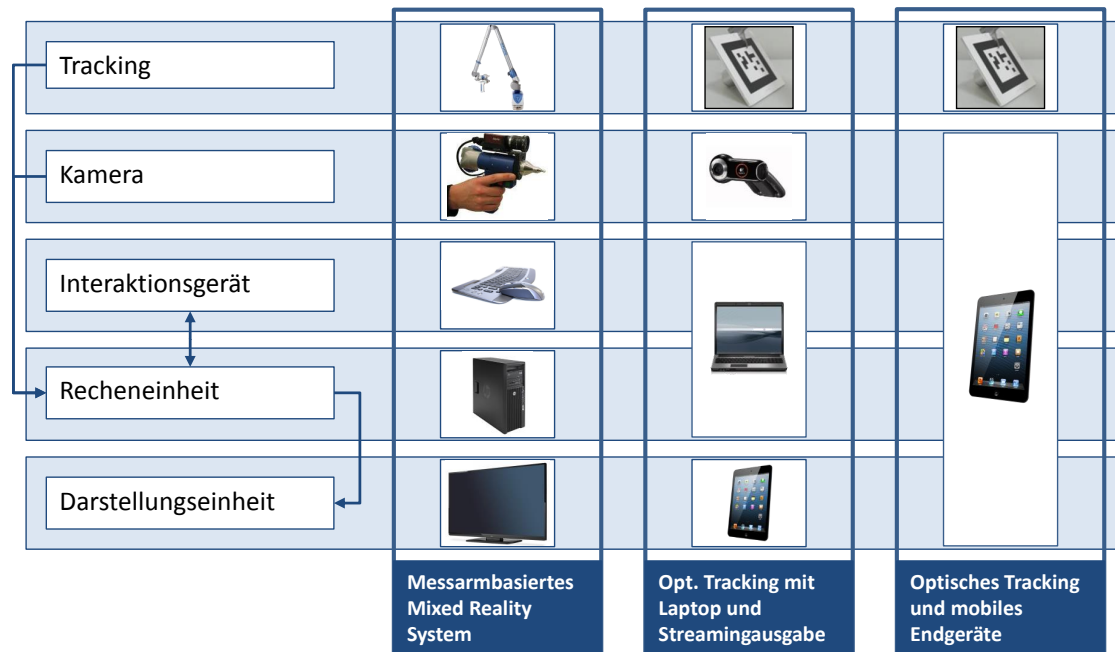 Tracking
Kamera
Interaktionsgerät
Recheneinheit
Darstellungseinheit
Messarmbasiertes
Mixed Reality
System
Opt. Tracking mit
Laptop und
Streamingausgabe
Optisches Tracking
und mobiles
Endgeräte